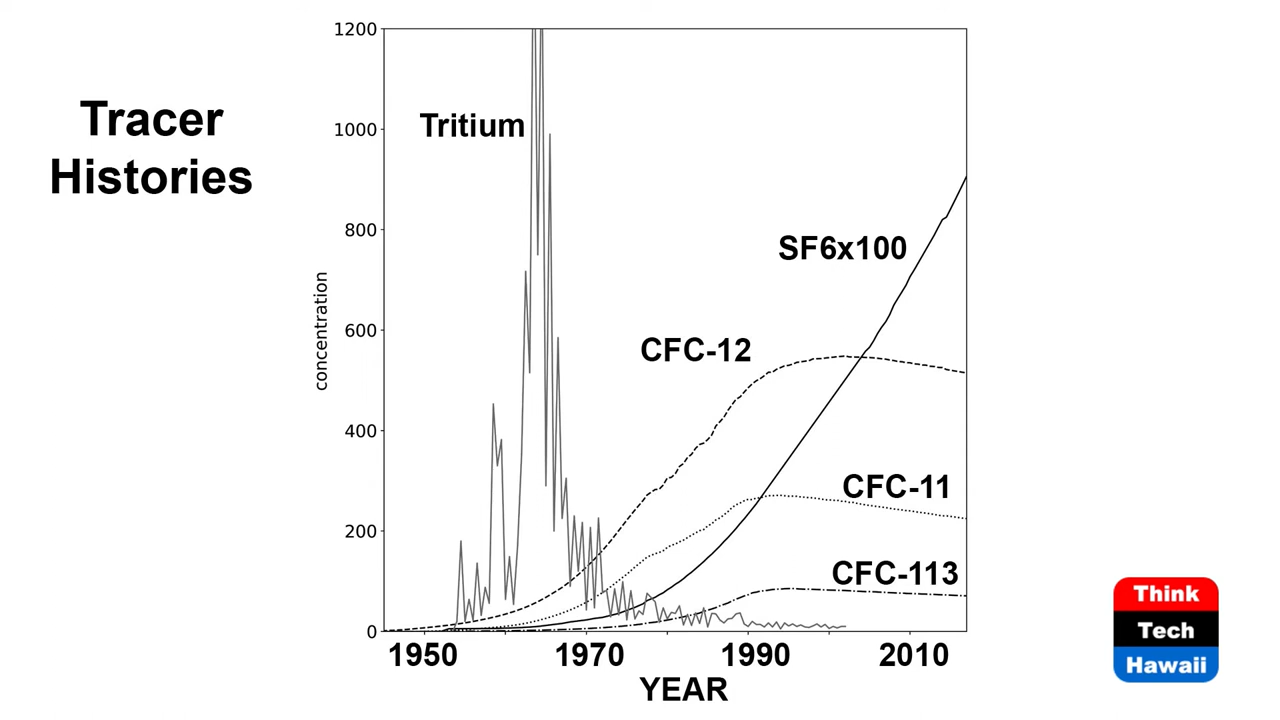 Tracer
Histories
1200
1000
800
600
400
200
0
concentration
Tritium
SF6x100
CFC-12
CFC-11
CFC-113
1950 1970 1990 2010
YEAR
Think
Tech
Hawaii